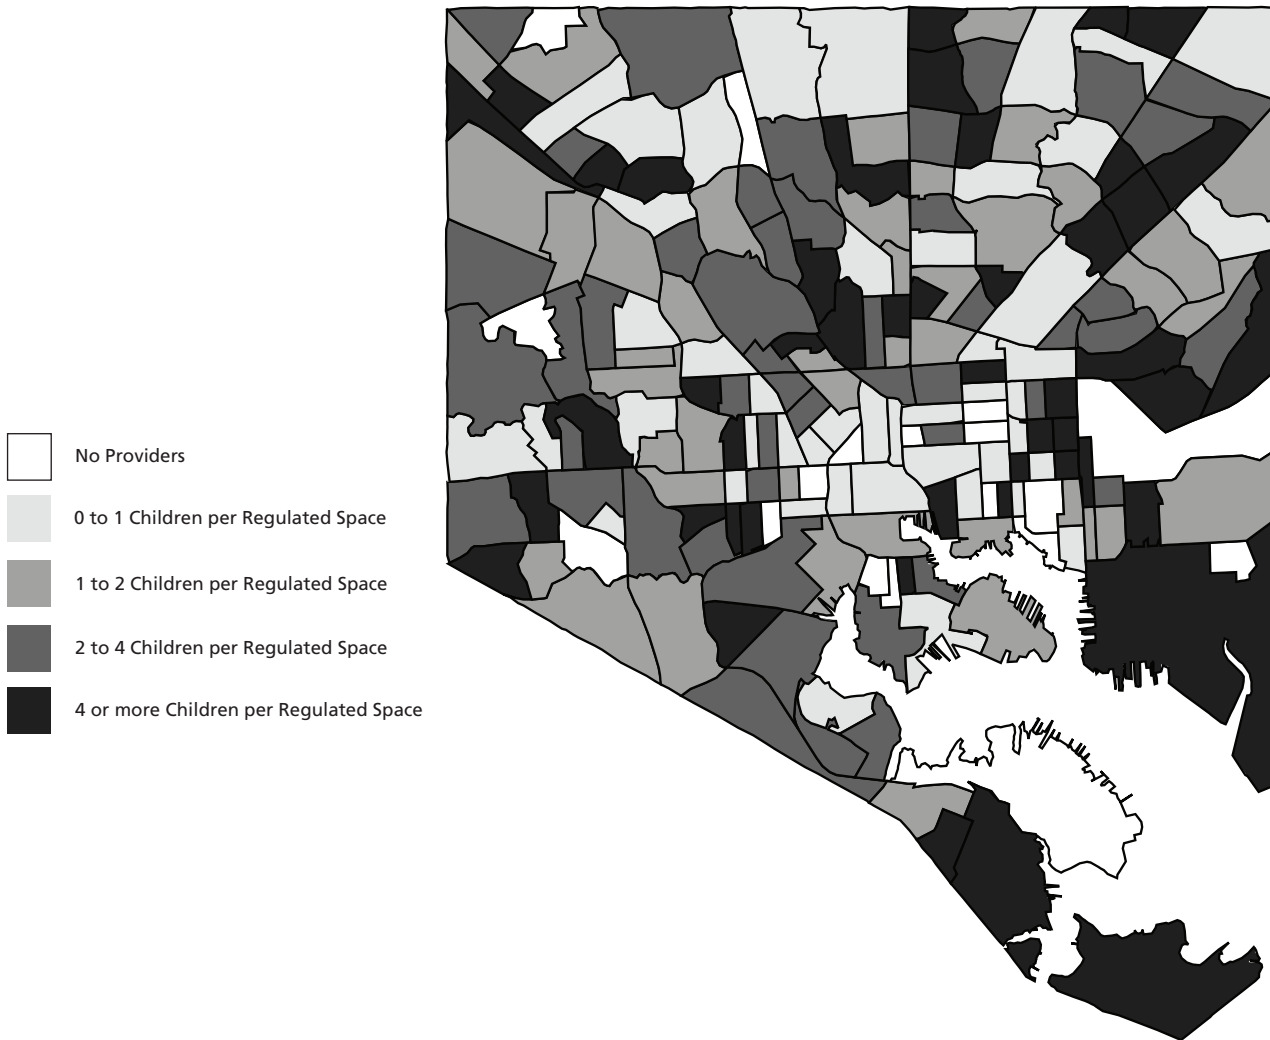 No Providers
0 to 1 Children per Regulated Space
1 to 2 Children per Regulated Space
2 to 4 Children per Regulated Space
4 or more Children per Regulated Space